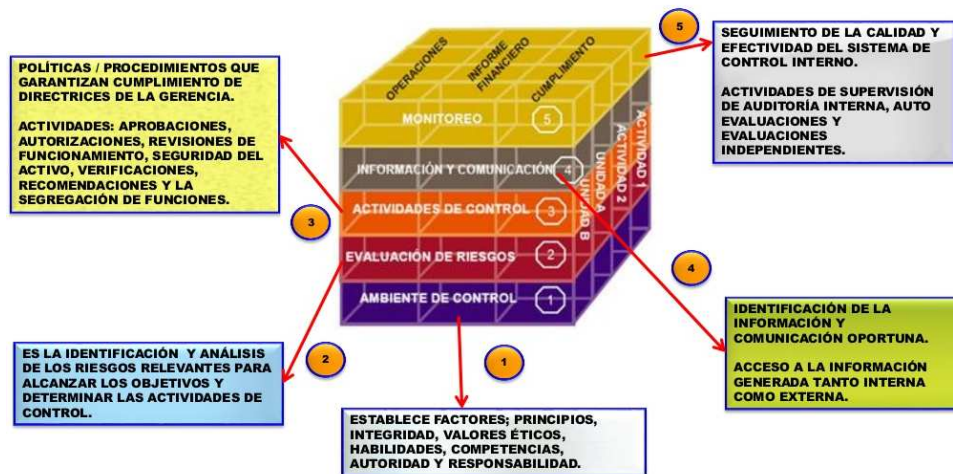 POLÍTICAS / PROCEDIMIENTOS QUE
GARANTIZAN CUMPLIMIENTO DE
DIRECTRICES DE LA GERENCIA.
ACTIVIDADES: APROBACIONES,
AUTORIZACIONES, REVISIONES DE
FUNCIONAMIENTO, SEGURIDAD DEL
ACTIVO, VERIFICACIONES,
RECOMENDACIONES Y LA
SEGREGACIÓN DE FUNCIONES.
3
OPERACIONES
INFORME
FINANCIERO
CUMPLIMIENTO
MONITOREO 5
INFORMACIÓN Y COMUNICACIÓN 4
ACTIVIDADES DE CONTROL 3
EVALUACIÓN DE RIESGOS 2
AMBIENTE DE CONTROL 1
UNIDAD B
UNIDAD A
ACTIVIDAD 2
ACTIVIDAD 1
5
SEGUIMIENTO DE LA CALIDAD Y
EFECTIVIDAD DEL SISTEMA DE
CONTROL INTERNO.
ACTIVIDADES DE SUPERVISIÓN
DE AUDITORÍA INTERNA, AUTO
EVALUACIONES Y
EVALUACIONES
INDEPENDIENTES.
4
IDENTIFICACIÓN DE LA
INFORMACIÓN Y
COMUNICACIÓN OPORTUNA.
ACCESO A LA INFORMACIÓN
GENERADA TANTO INTERNA
COMO EXTERNA.
2
ES LA IDENTIFICACIÓN Y ANÁLISIS
DE LOS RIESGOS RELEVANTES PARA
ALCANZAR LOS OBJETIVOS Y
DETERMINAR LAS ACTIVIDADES DE
CONTROL.
1
ESTABLECE FACTORES; PRINCIPIOS,
INTEGRIDAD, VALORES ÉTICOS,
HABILIDADES, COMPETENCIAS,
AUTORIDAD Y RESPONSABILIDAD.